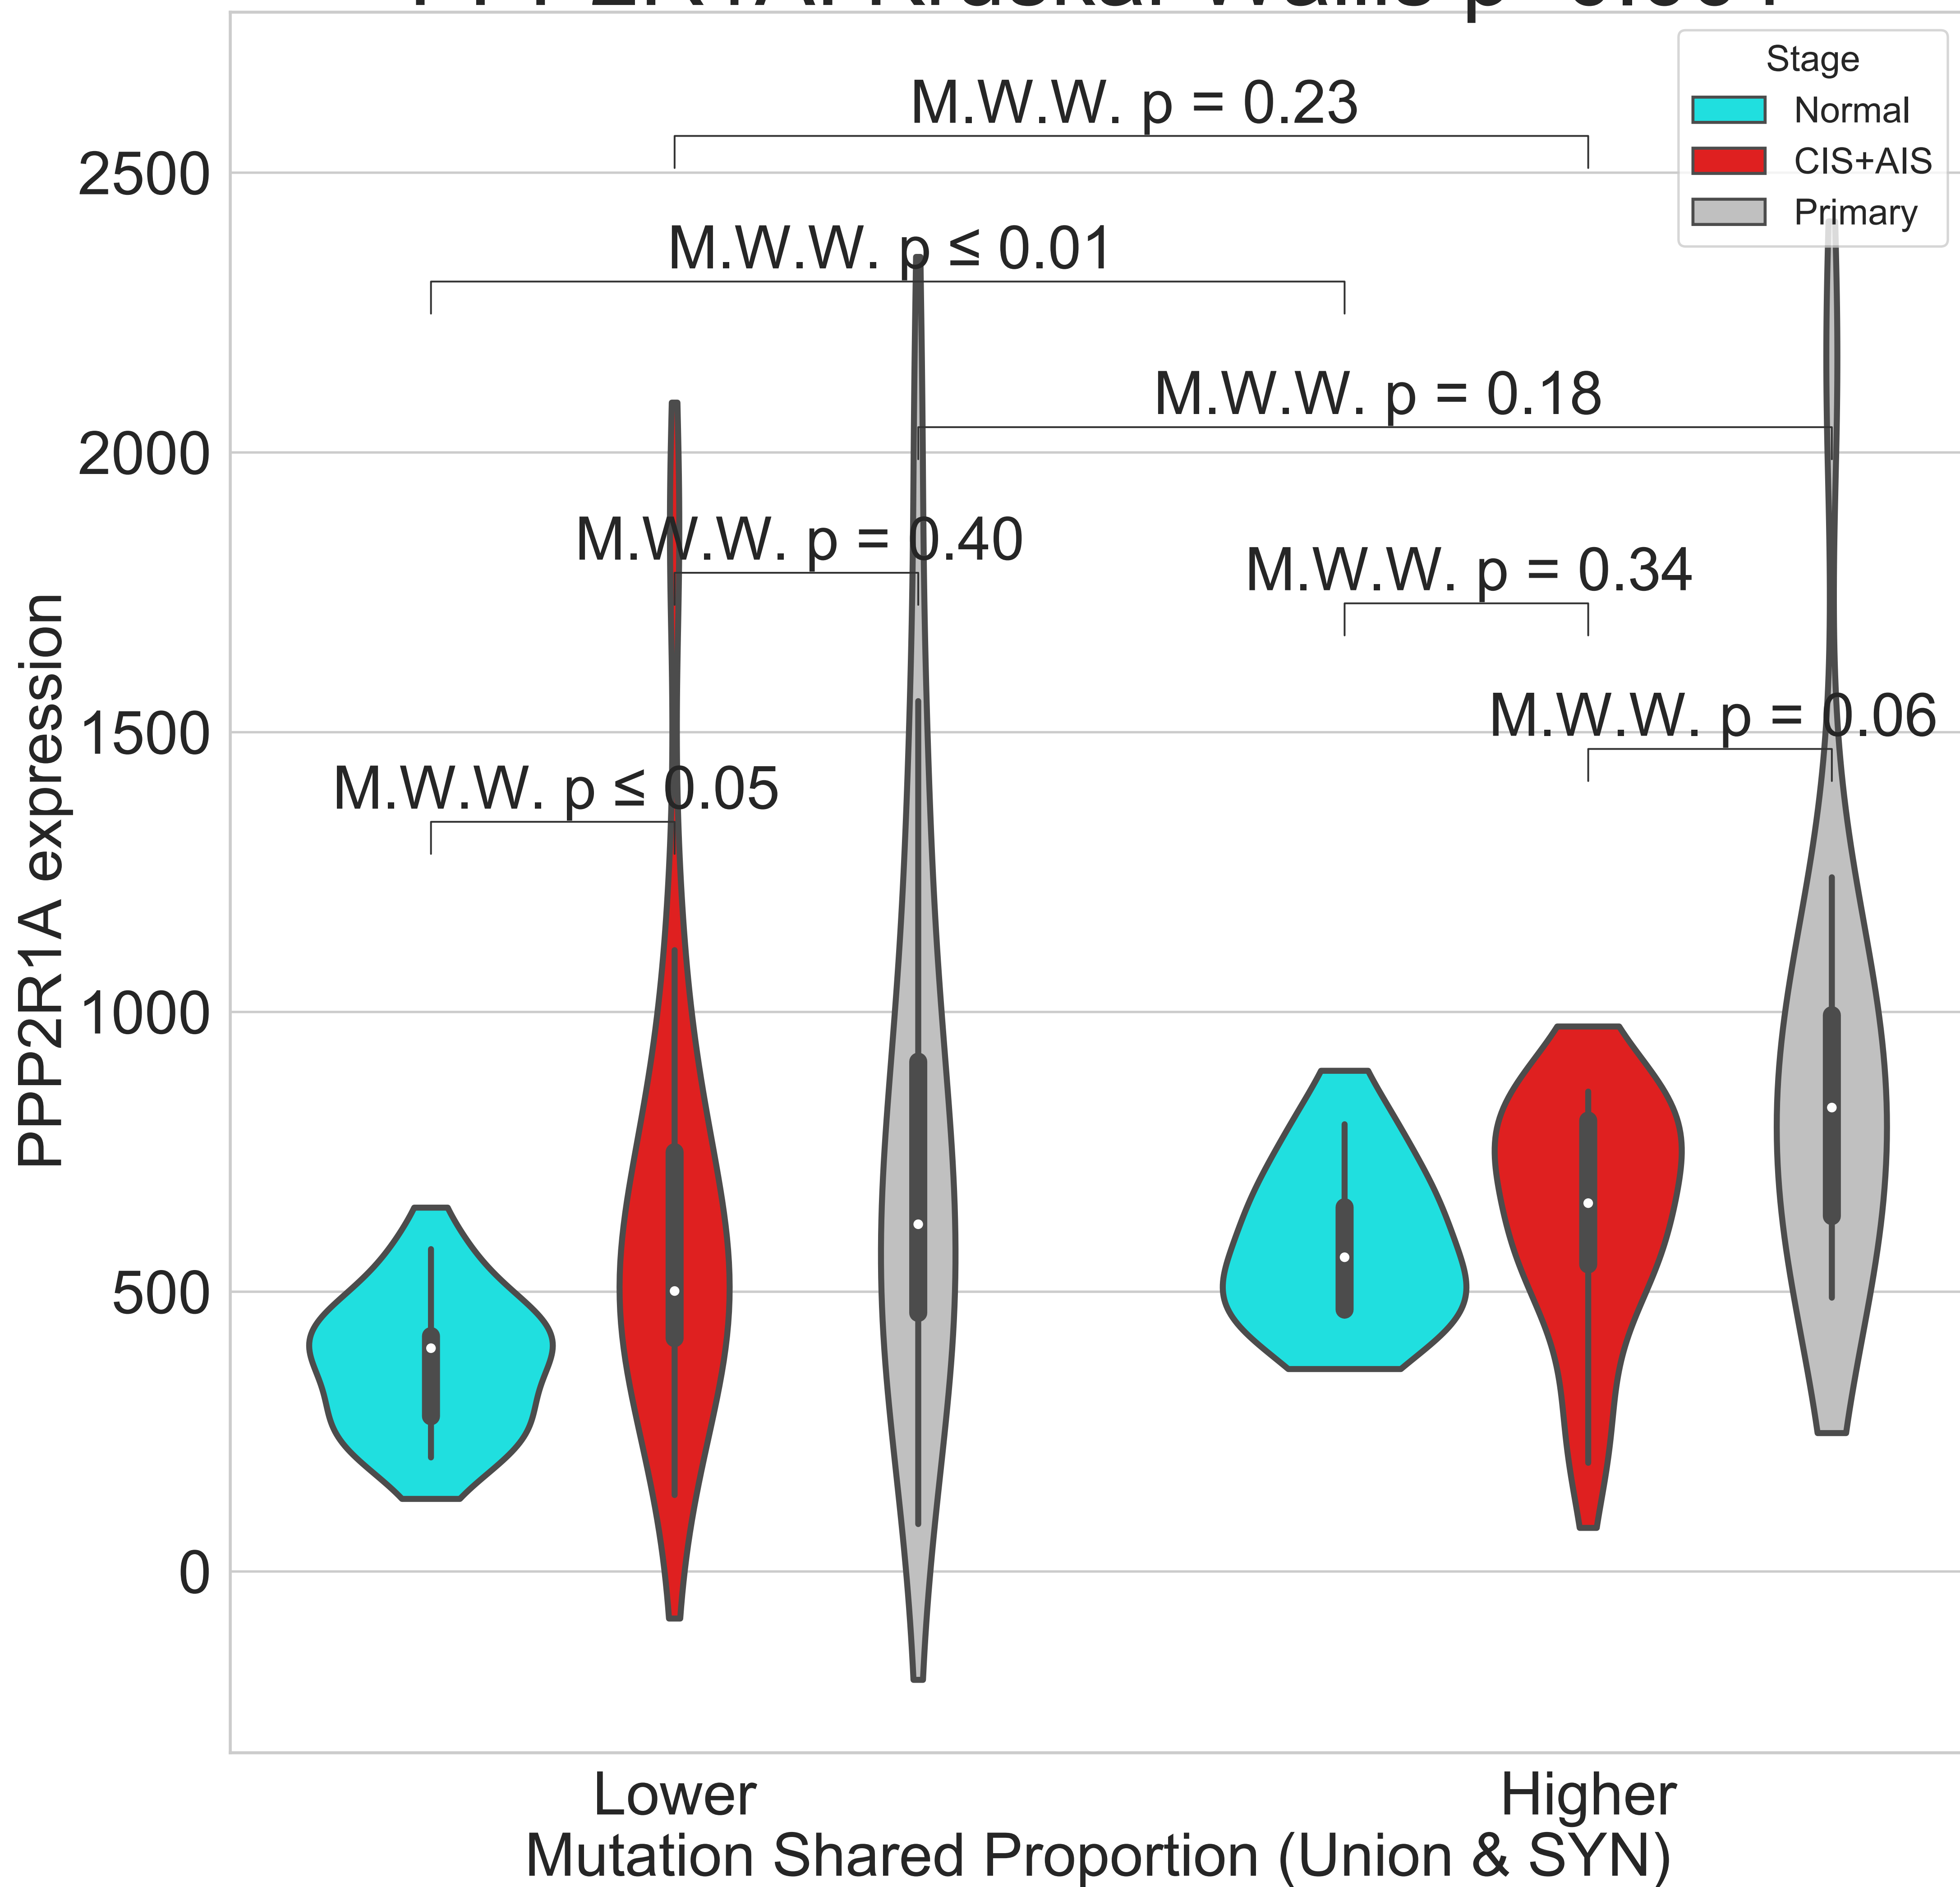 Stage
Normal
CIS+AIS
Primary
M.W.W. p = 0.23
M.W.W. p ≤ 0.01
M.W.W. p = 0.18
M.W.W. p = 0.40
M.W.W. p = 0.34
M.W.W. p = 0.06
M.W.W. p ≤ 0.05
2500
2000
1500
1000
500
0
PPP2R1A expression
Lower
Higher
Mutation Shared Proportion (Union & SYN)